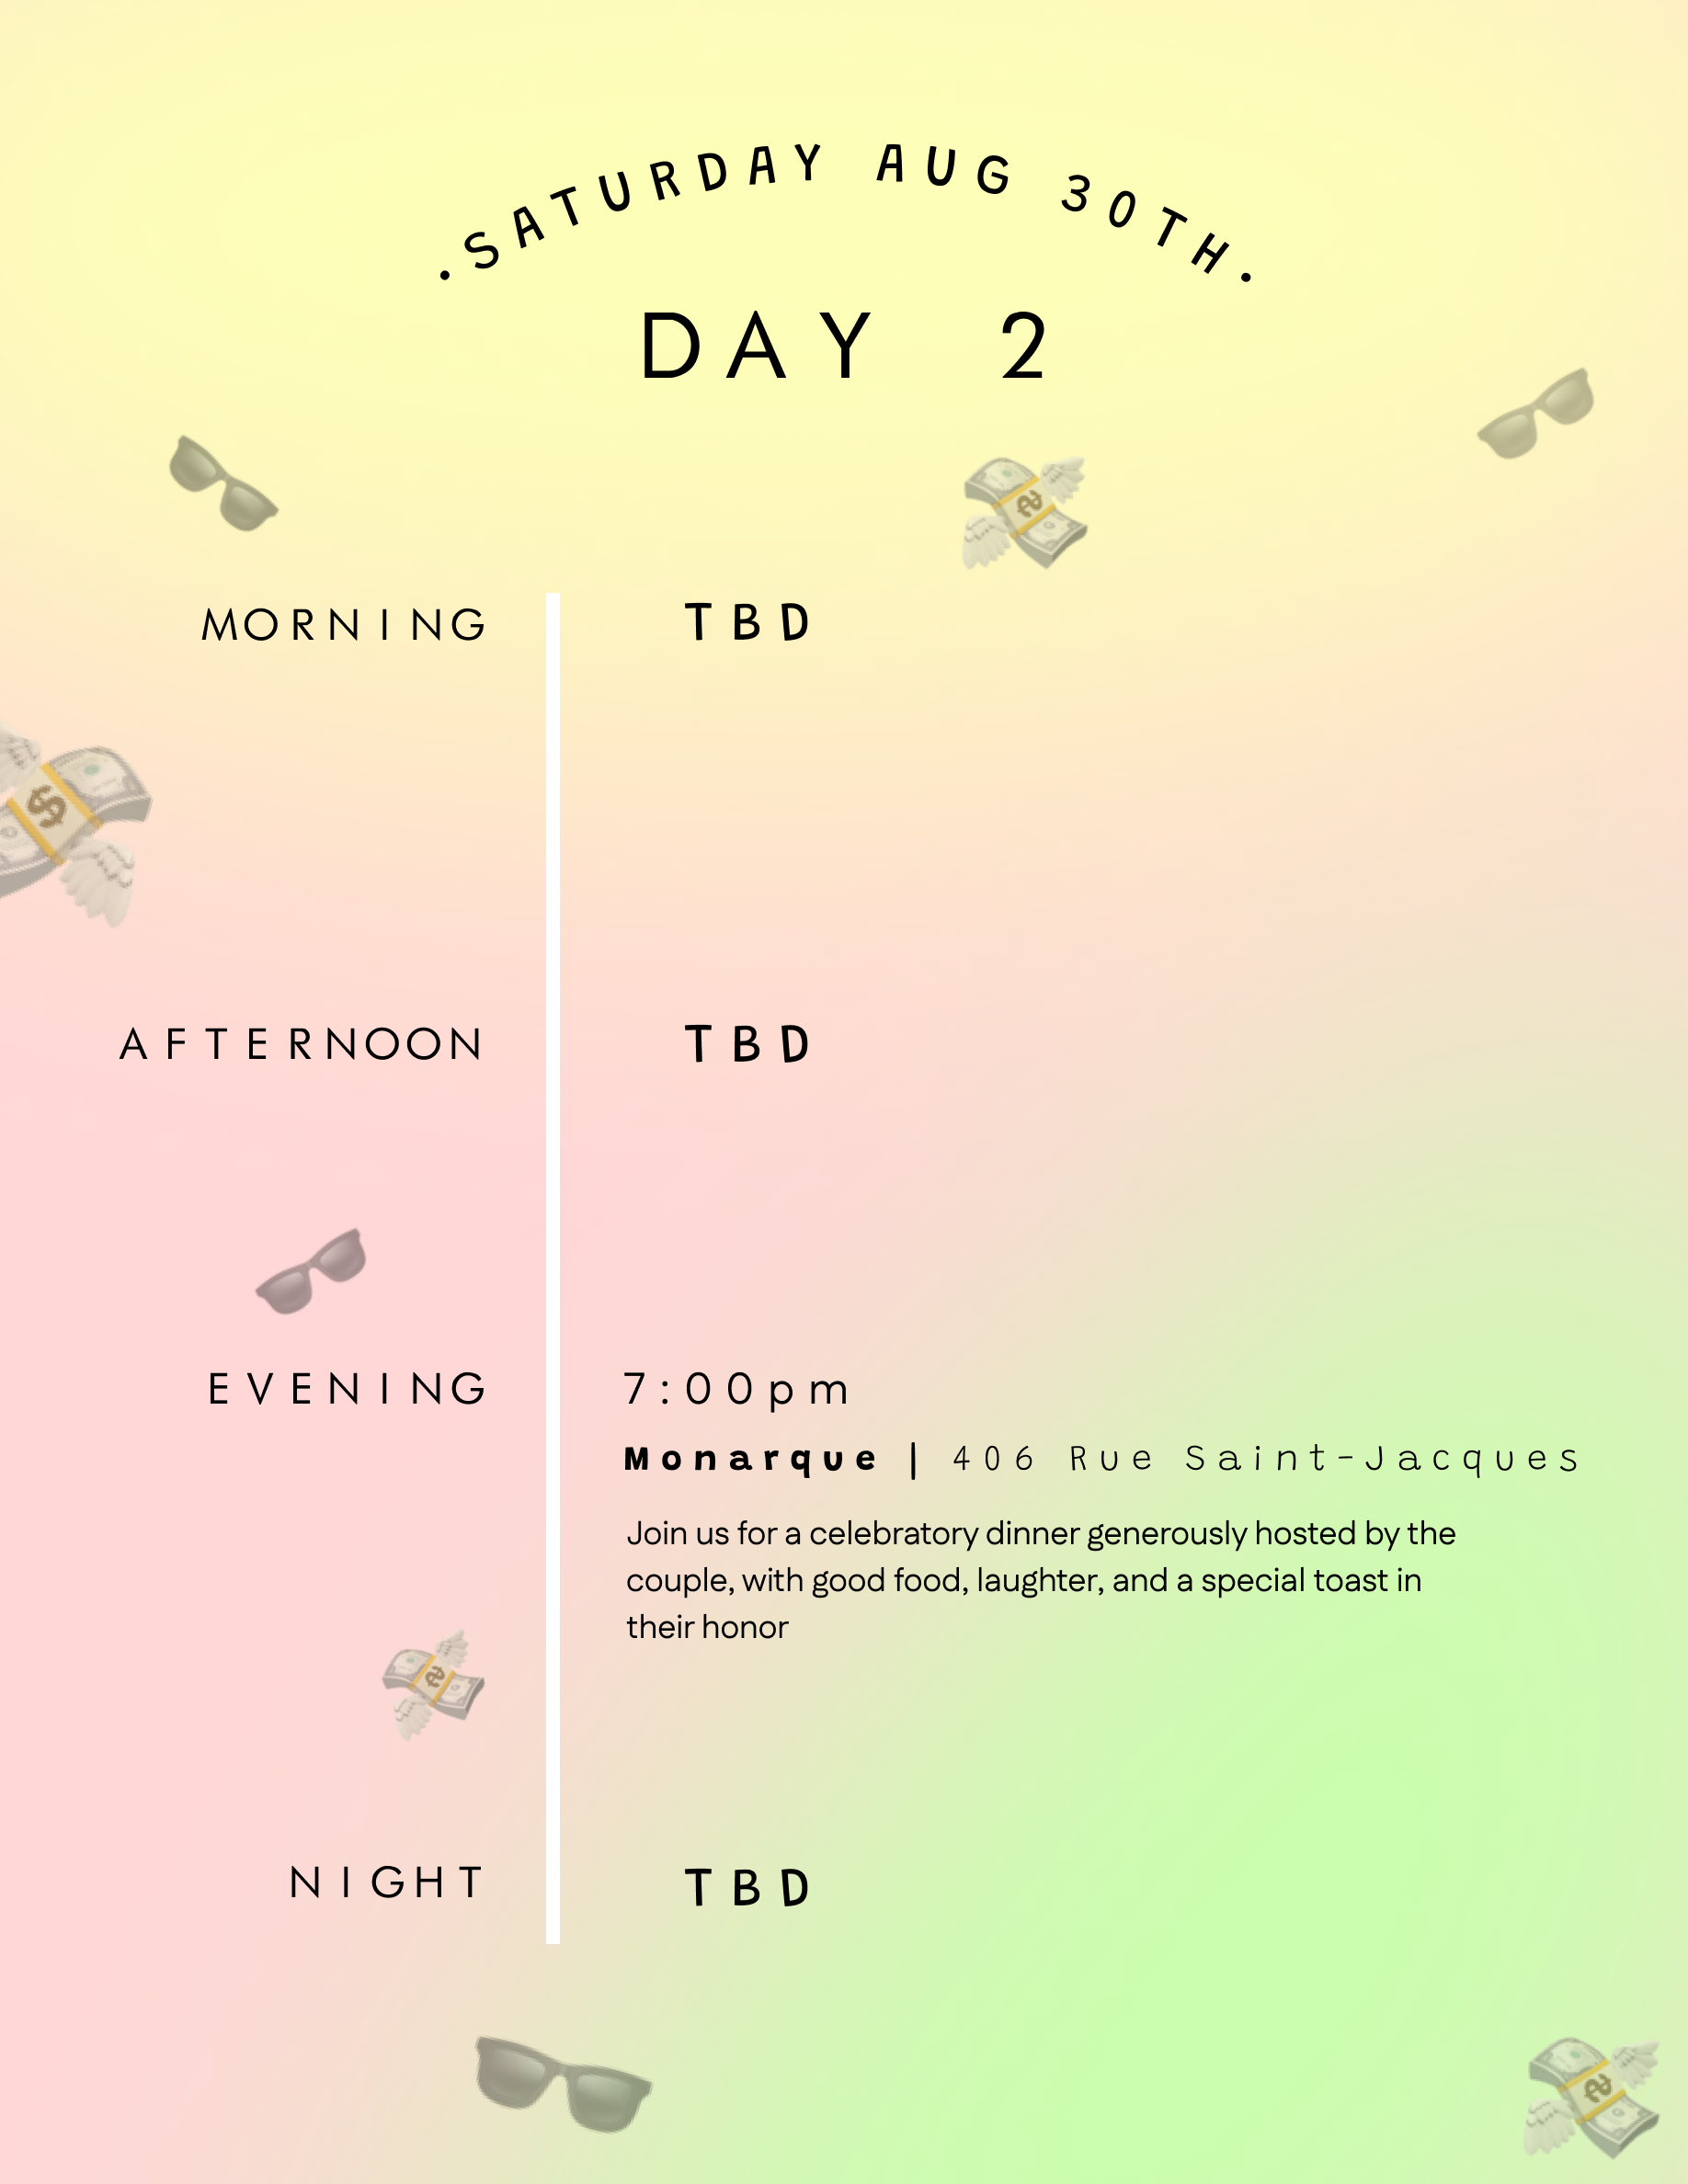 .SATURDAY AUG 30TH.
DAY 2
MORNING
TBD
AFTERNOON
TBD
EVENING
7:00pm
Monarque | 406 Rue Saint-Jacques
Join us for a celebratory dinner generously hosted by the
couple, with good food, laughter, and a special toast in
their honor
NIGHT
TBD